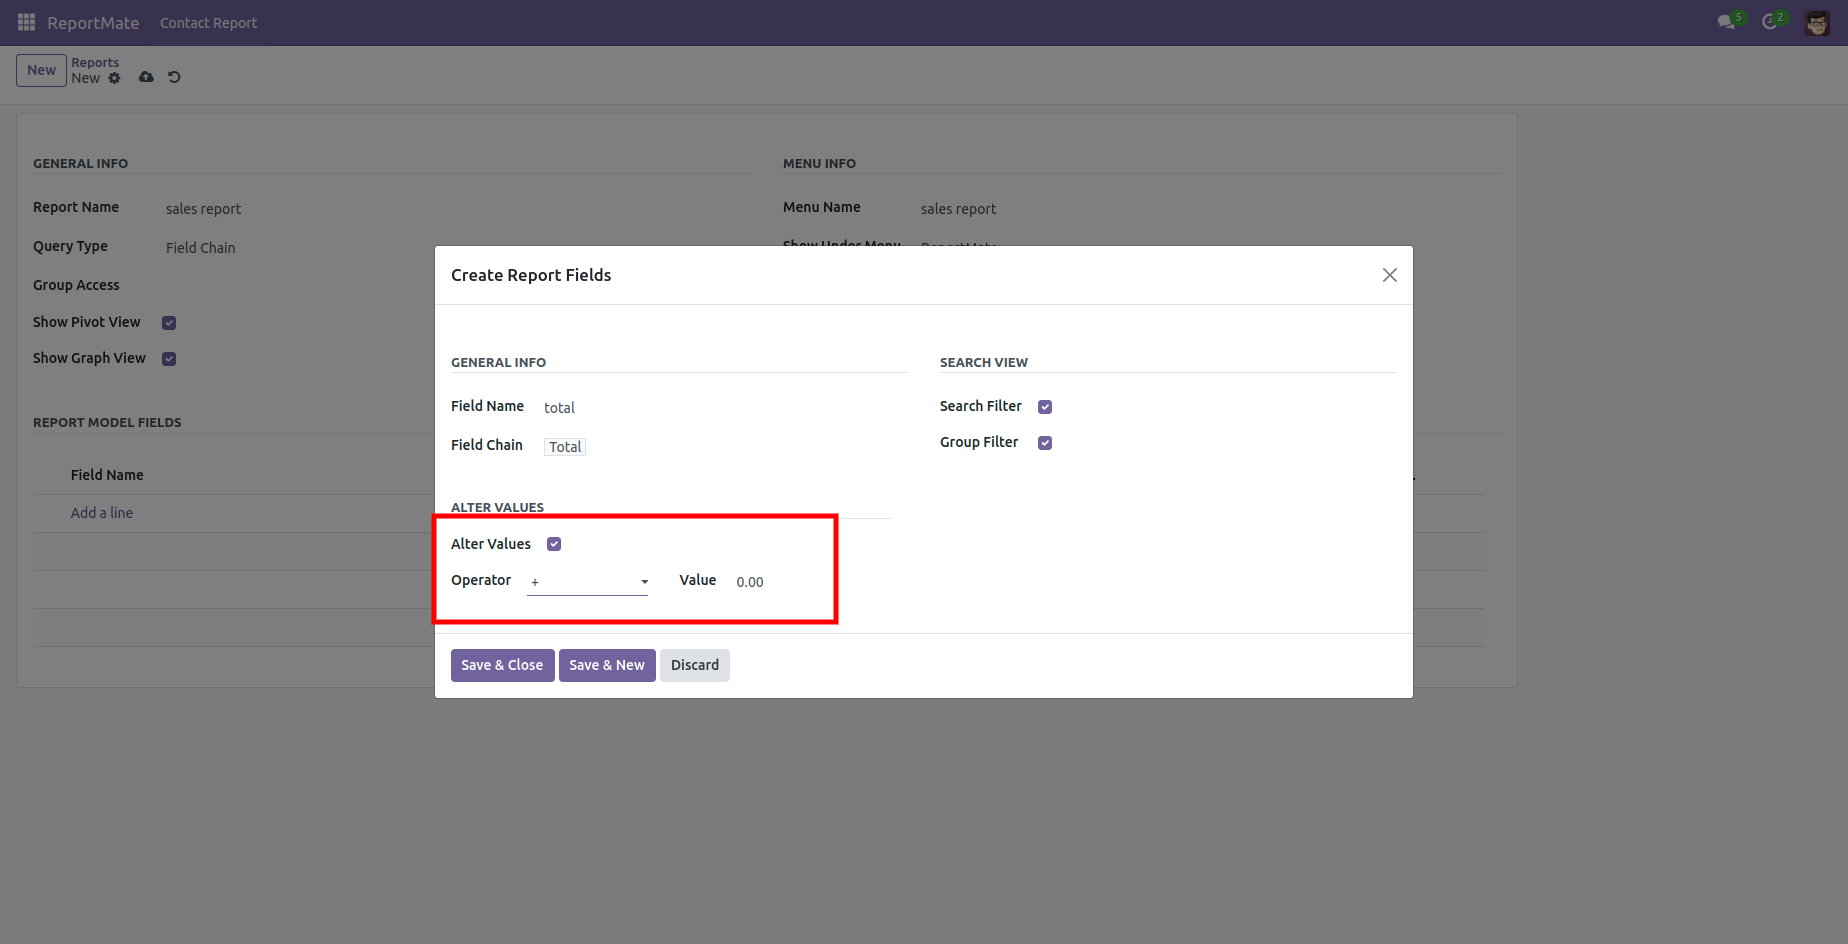 ReportMate Contact Report 5 2
New Reports
New
GENERAL INFO MENU INFO
Report Name sales report Menu Name sales report
Query Type Field Chain Show Under Menu ReportMate
Group Access
Show Pivot View
Show Graph View
REPORT MODEL FIELDS
Field Name
Add a line
Create Report Fields
GENERAL INFO SEARCH VIEW
Field Name total Search Filter
Field Chain Total Group Filter
ALTER VALUES
Alter Values
Operator + Value 0.00
Save & Close Save & New Discard